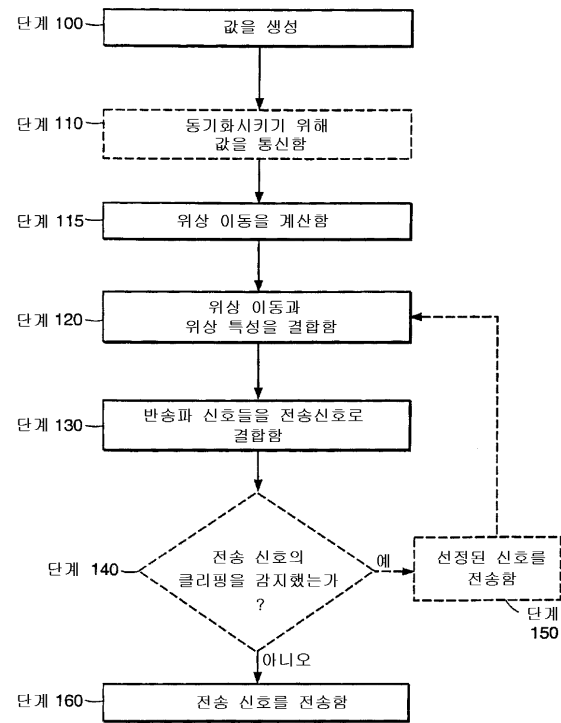 단계 100
값을 생성
단계 110
동기화시키기 위해
값을 통신함
단계 115
위상 이동을 계산함
단계 120
위상 이동과
위상 특성을 결합함
단계 130
반송파 신호들을 전송신호로
결합함
단계 140
전송 신호의
클리핑을 감지했는가
?
예
선정된 신호를
전송함
단계
150
아니오
단계 160
전송 신호를 전송함